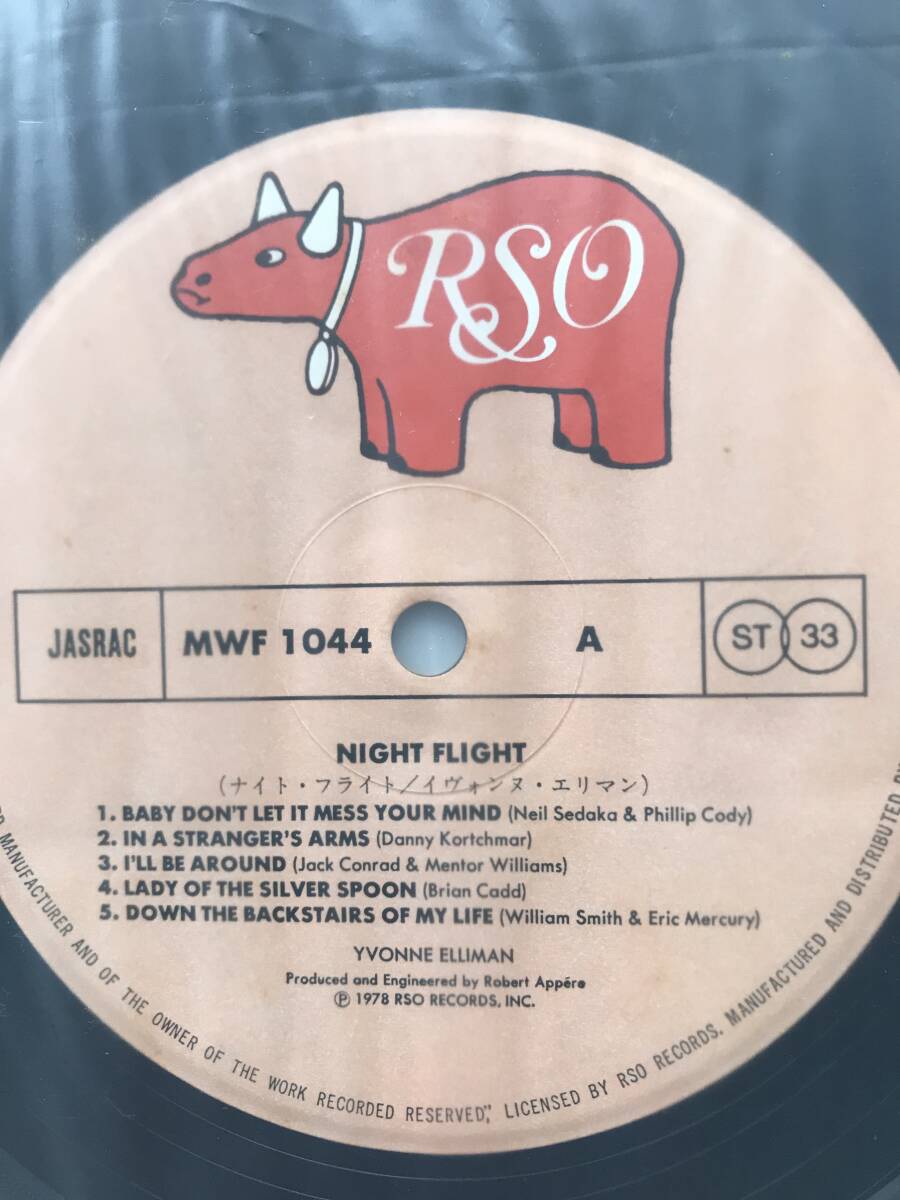 RSO
JASRAC
MWF 1044
A
ST 33
NIGHT FLIGHT
(ナイト・フライト/イヴォンヌ・エリマン)
1. BABY DON'T LET IT MESS YOUR MIND (Neil Sedaka & Phillip Cody)
2. IN A STRANGER'S ARMS (Danny Kortchmar)
3. I'LL BE AROUND (Jack Conrad & Mentor Williams)
4. LADY OF THE SILVER SPOON (Brian Cadd)
5. DOWN THE BACKSTAIRS OF MY LIFE (William Smith & Eric Mercury)
YVONNE ELLIMAN
Produced and Engineered by Robert Appére
Ⓟ 1978 RSO RECORDS, INC.
MANUFACTURER AND OF THE OWNER OF THE WORK RECORDED RESERVED," LICENSED BY RSO RECORDS. MANUFACTURED AND DISTRIBUTED